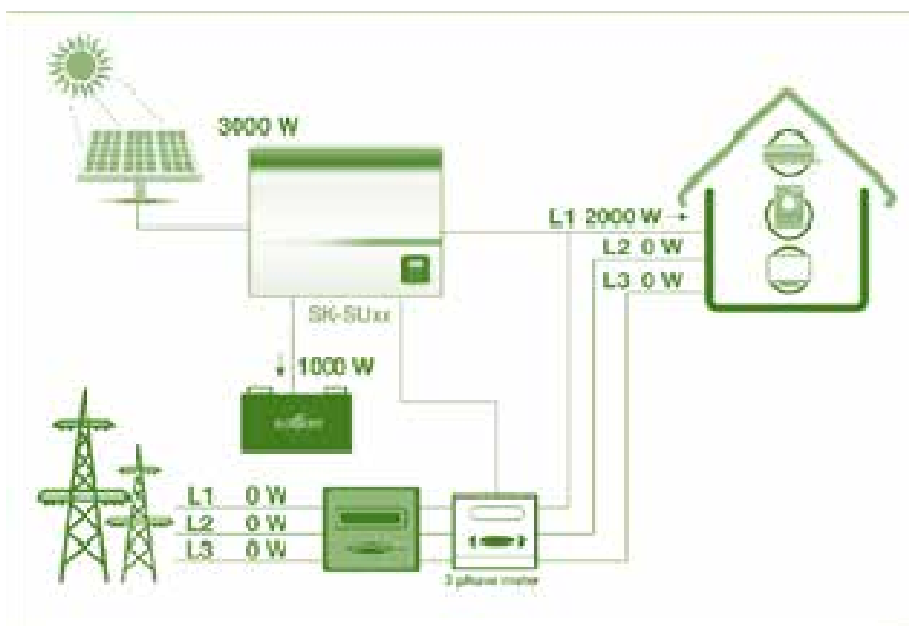 3000 W
L1 2000 W →
L2 0 W
L3 0 W
SK-SUxx
↓ 1000 W
L1 0 W
L2 0 W
L3 0 W
3 phase meter